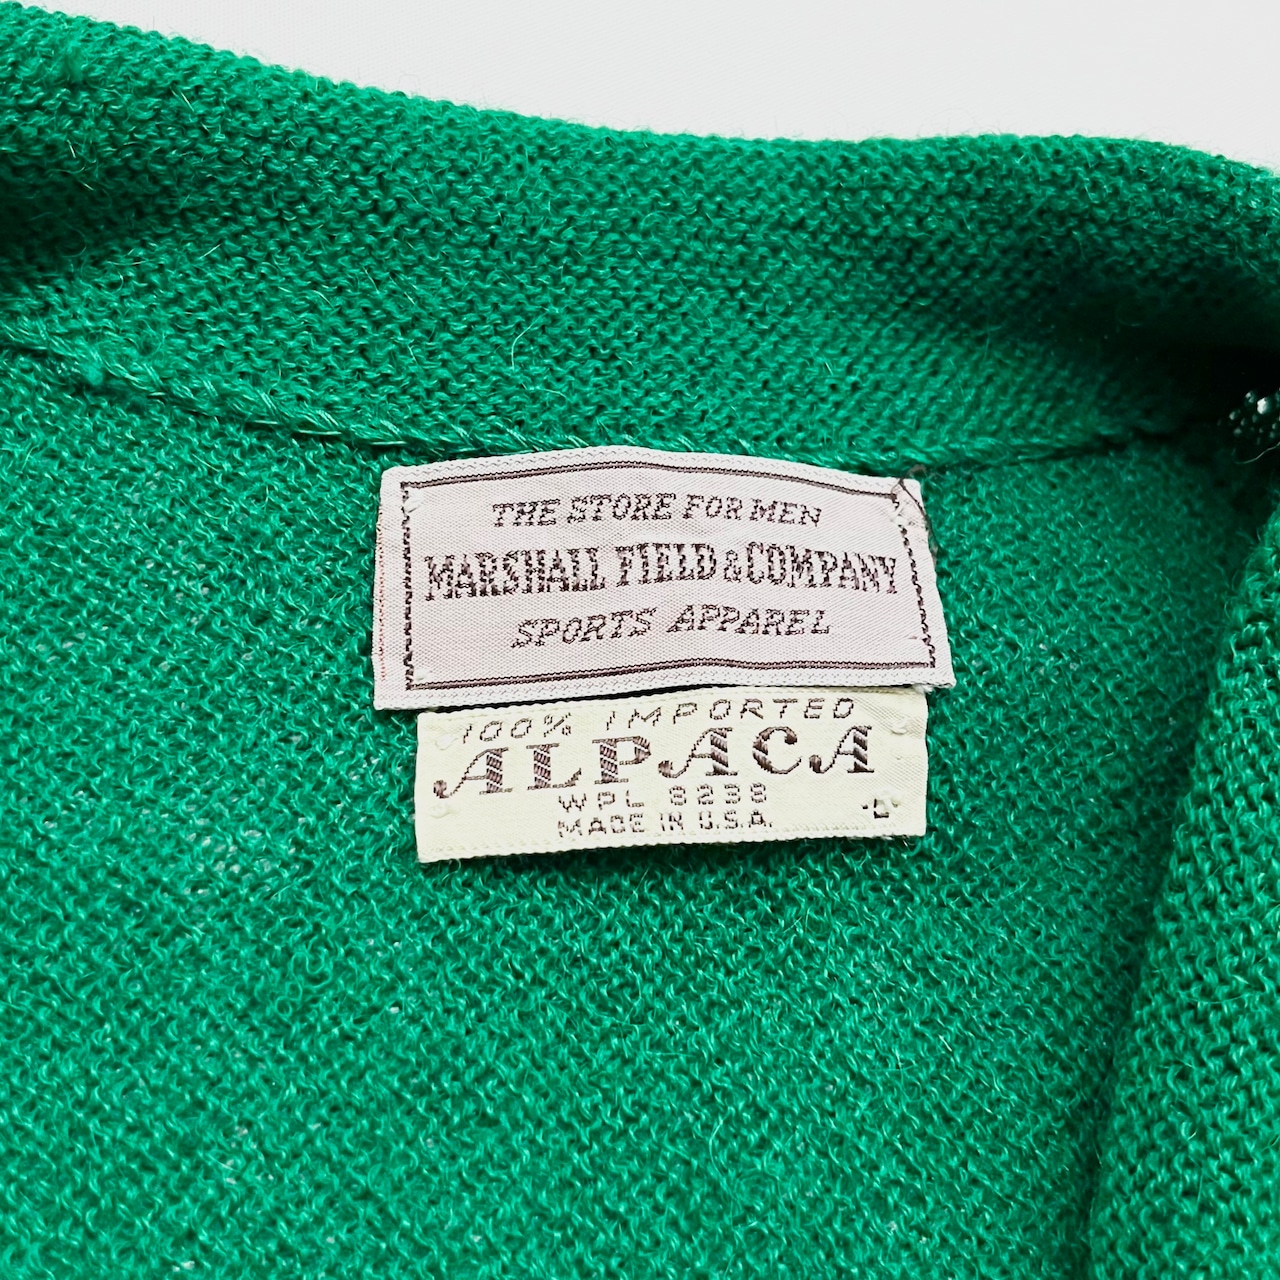 THE STORE FOR MEN
MARSHALL FIELD & COMPANY
SPORTS APPAREL
100% IMPORTED
ALPACA
WPL 8238
MADE IN U.S.A.